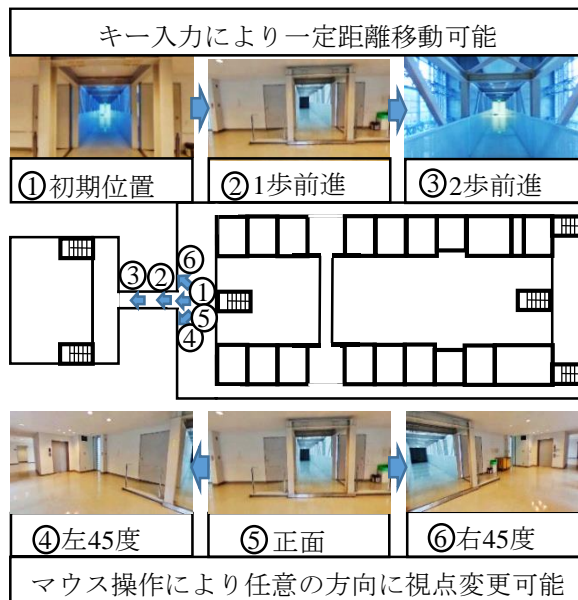 キー入力により一定距離移動可能
①初期位置
②1歩前進
③2歩前進
⑥
③
②
①
⑤
④
④左45度
⑤正面
⑥右45度
マウス操作により任意の方向に視点変更可能